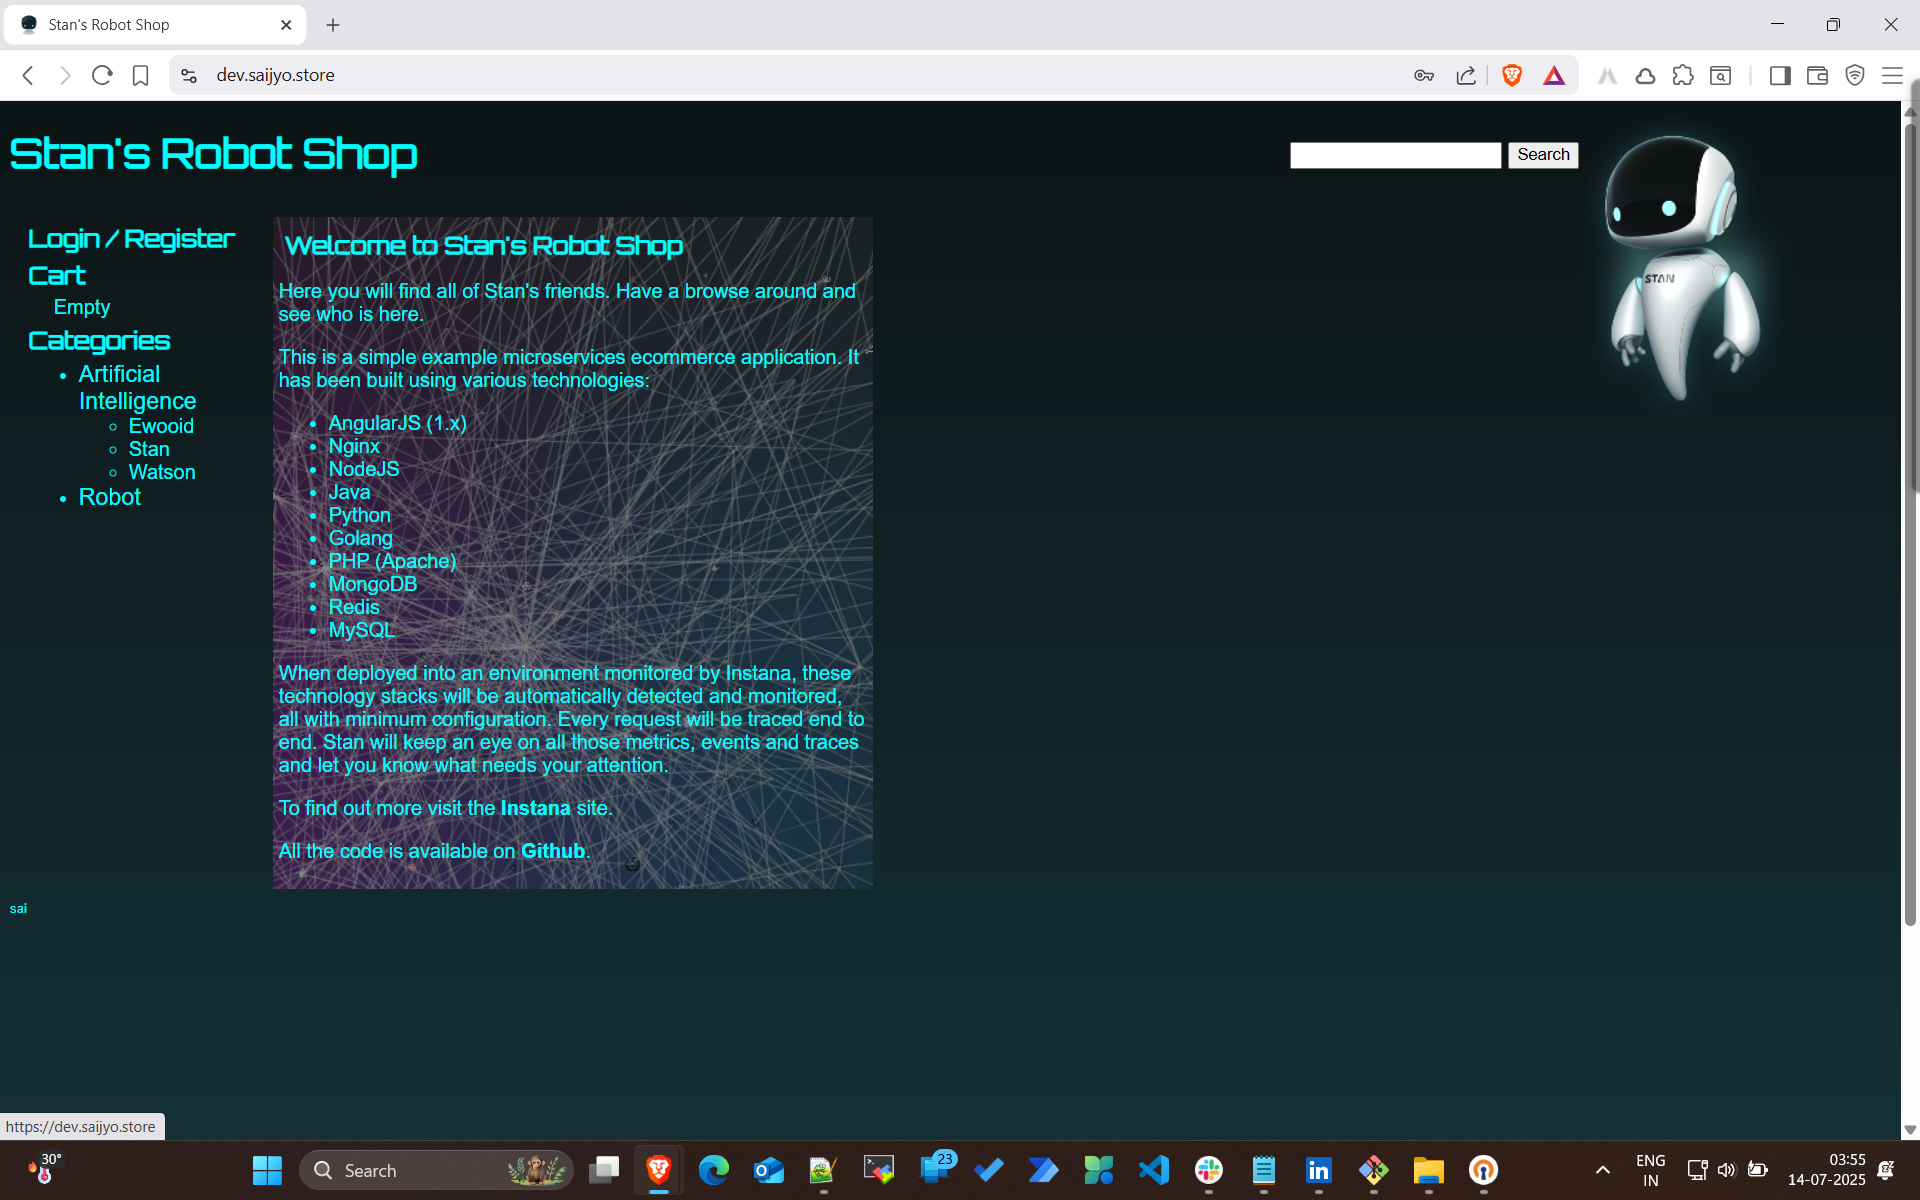 Stan's Robot Shop
dev.saijyo.store
Stan's Robot Shop
Search
STAN
Login / Register
Cart
Empty
Categories
Artificial
Intelligence
Ewooid
Stan
Watson
Robot
Welcome to Stan's Robot Shop
Here you will find all of Stan's friends. Have a browse around and
see who is here.
This is a simple example microservices ecommerce application. It
has been built using various technologies:
AngularJS (1.x)
Nginx
NodeJS
Java
Python
Golang
PHP (Apache)
MongoDB
Redis
MySQL
When deployed into an environment monitored by Instana, these
technology stacks will be automatically detected and monitored,
all with minimum configuration. Every request will be traced end to
end. Stan will keep an eye on all those metrics, events and traces
and let you know what needs your attention.
To find out more visit the Instana site.
All the code is available on Github.
sai
https://dev.saijyo.store
30°
Search
23
ENG
IN
03:55
14-07-2025